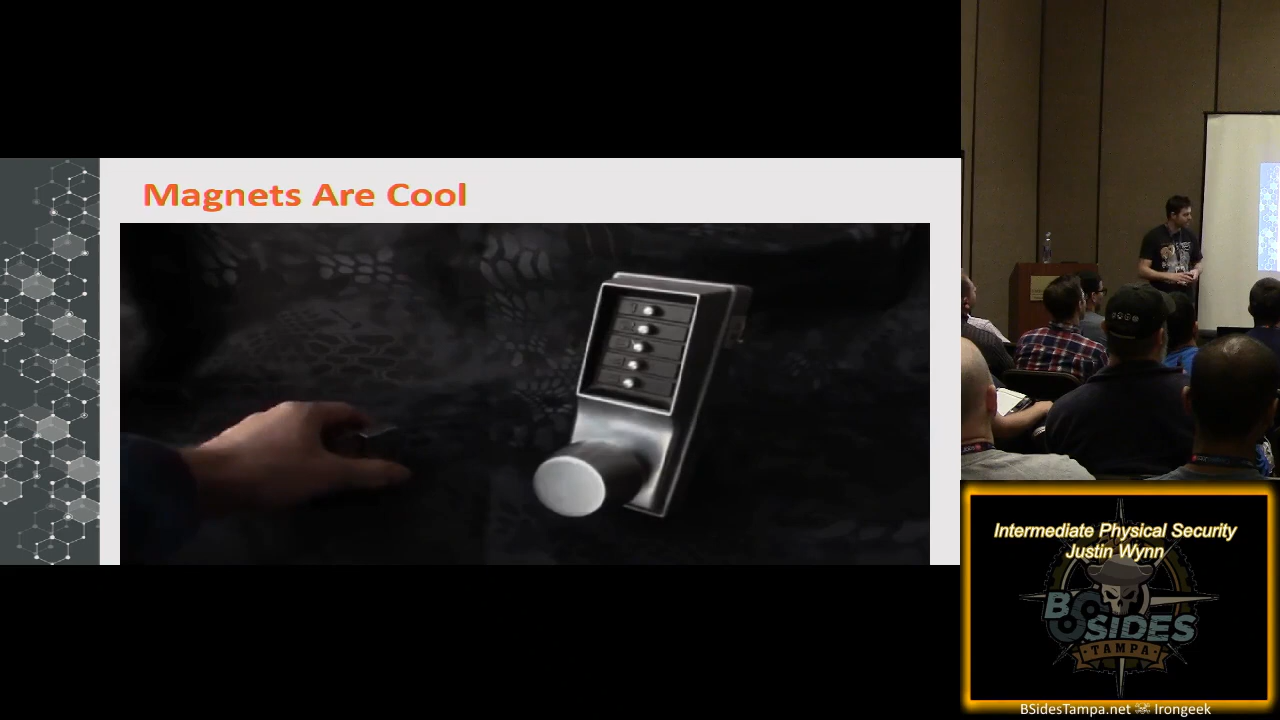 Magnets Are Cool
Intermediate Physical Security
Justin Wynn
BSIDES
TAMPA
BSidesTampa.net Irongeek